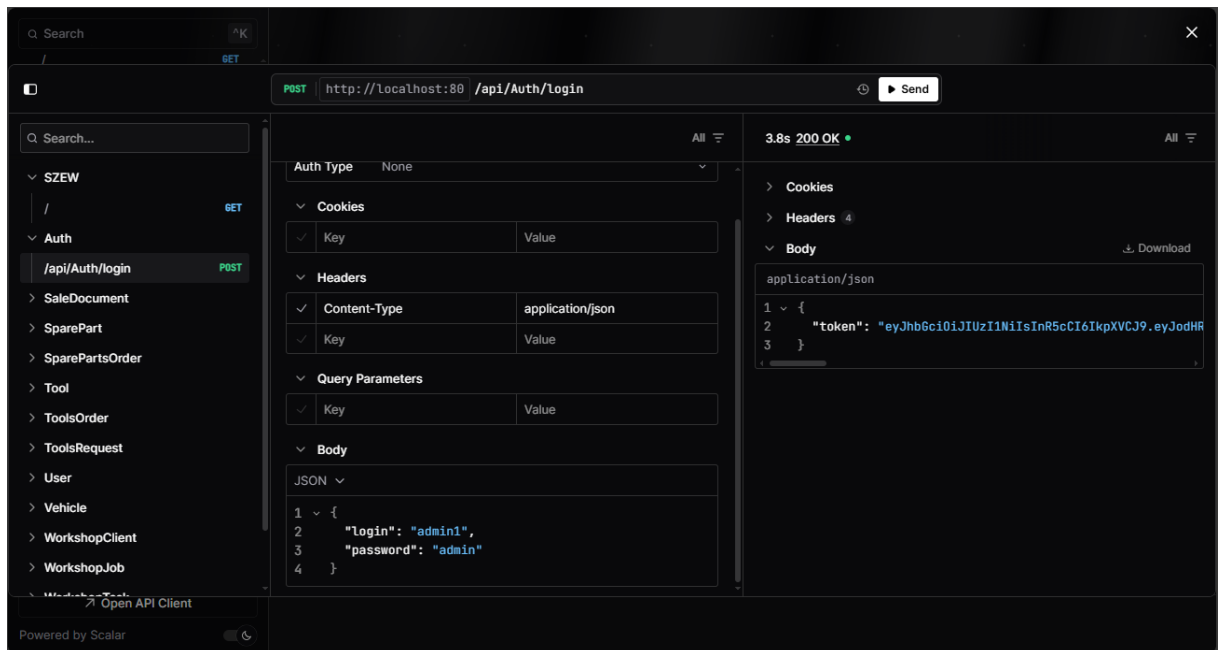 Search ^K
/ GET
POST http://localhost:80 /api/Auth/login Send
Search...
SZEW
/ GET
Auth
/api/Auth/login POST
SaleDocument
SparePart
SparePartsOrder
Tool
ToolsOrder
ToolsRequest
User
Vehicle
WorkshopClient
WorkshopJob
WorkshopTask
Open API Client
Powered by Scalar
All
Auth Type None
Cookies
Key Value
Headers
Content-Type application/json
Key Value
Query Parameters
Key Value
Body
JSON
1 {
2 "login": "admin1",
3 "password": "admin"
4 }
3.8s 200 OK All
Cookies
Headers 4
Body Download
application/json
1 {
2 "token": "eyJhbGciOiJIUzI1NiIsInR5cCI6IkpXVCJ9.eyJodHR
3 }